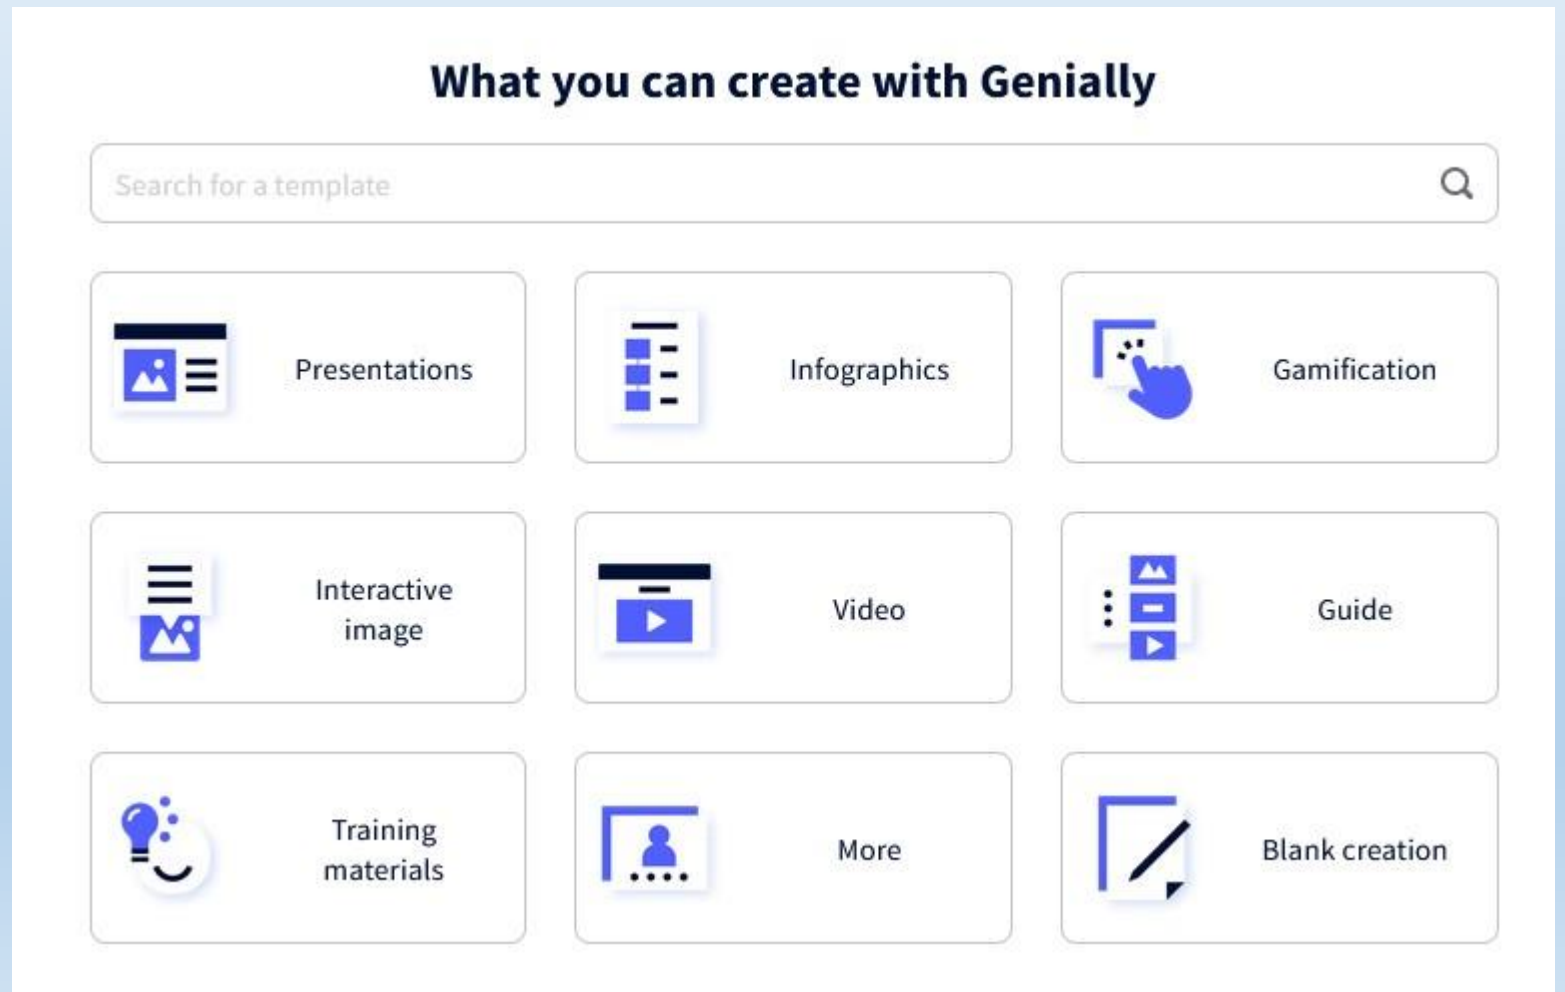 What you can create with Genially
Search for a template
Presentations
Infographics
Gamification
Interactive
image
Video
Guide
Training
materials
More
Blank creation